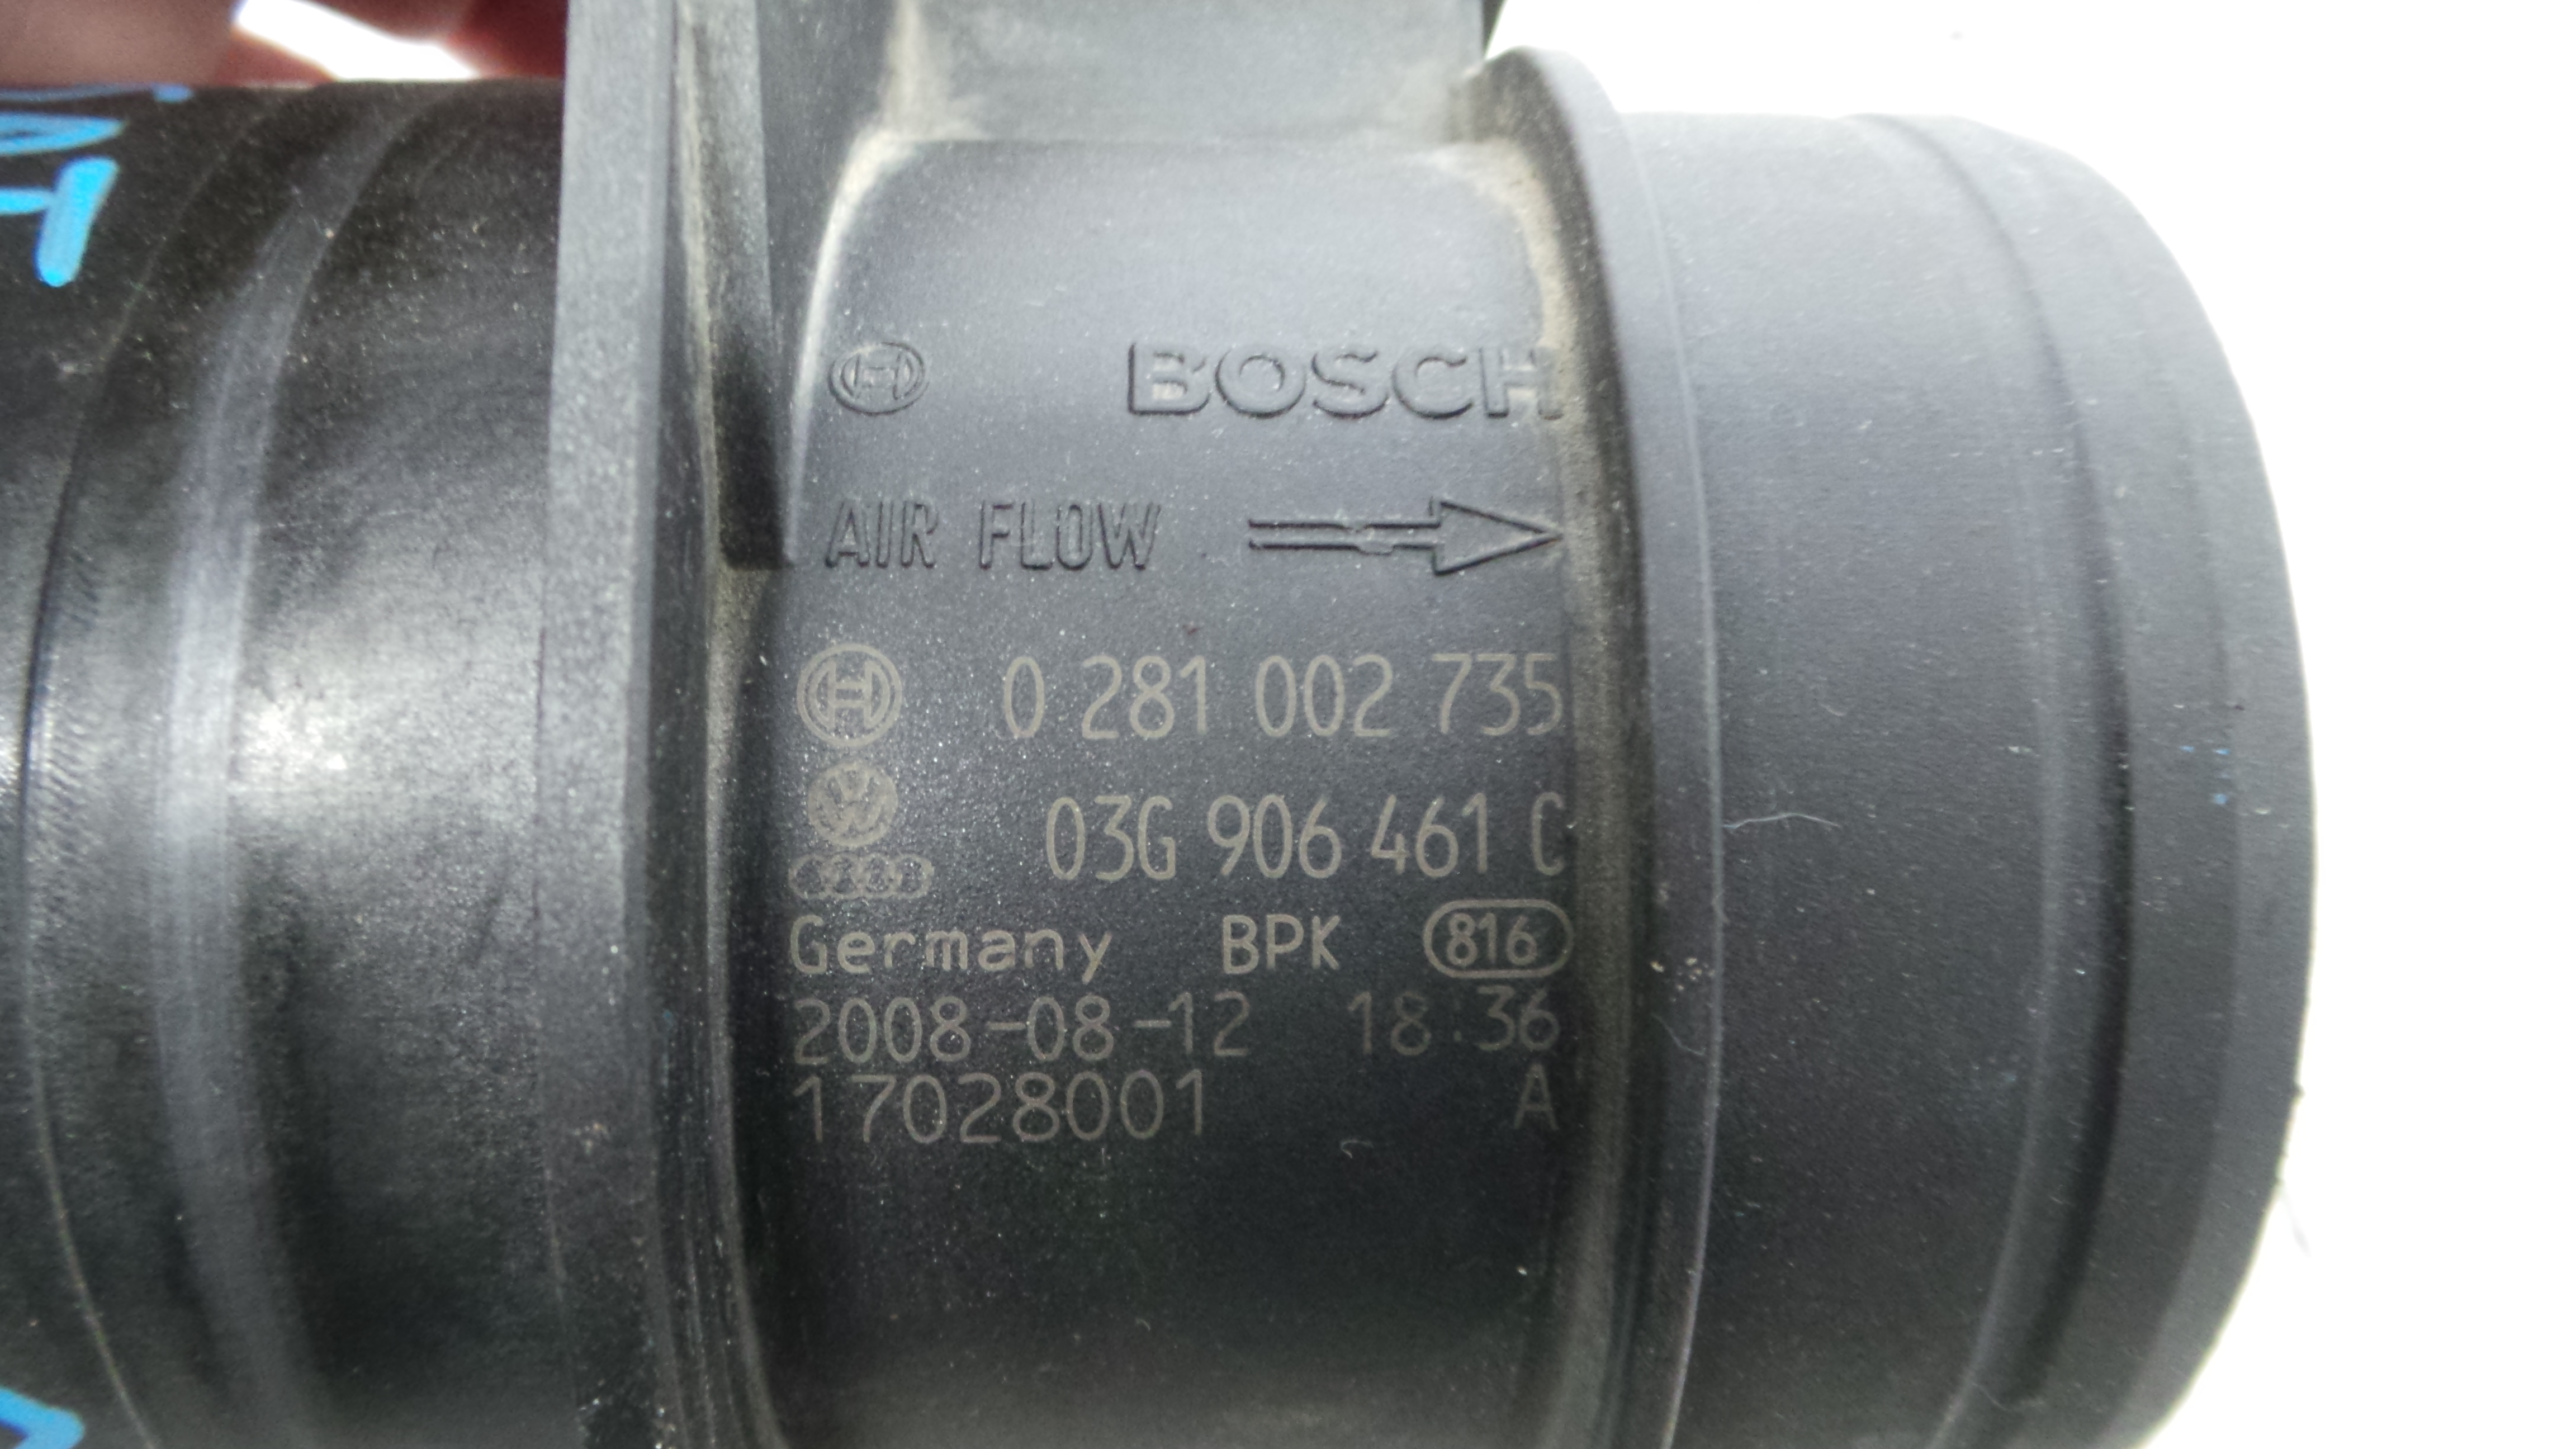 BOSCH
AIR FLOW
0 281 002 735
03G 906 461 C
Germany BPK 816
2008-08-12 18:36
17028001 A